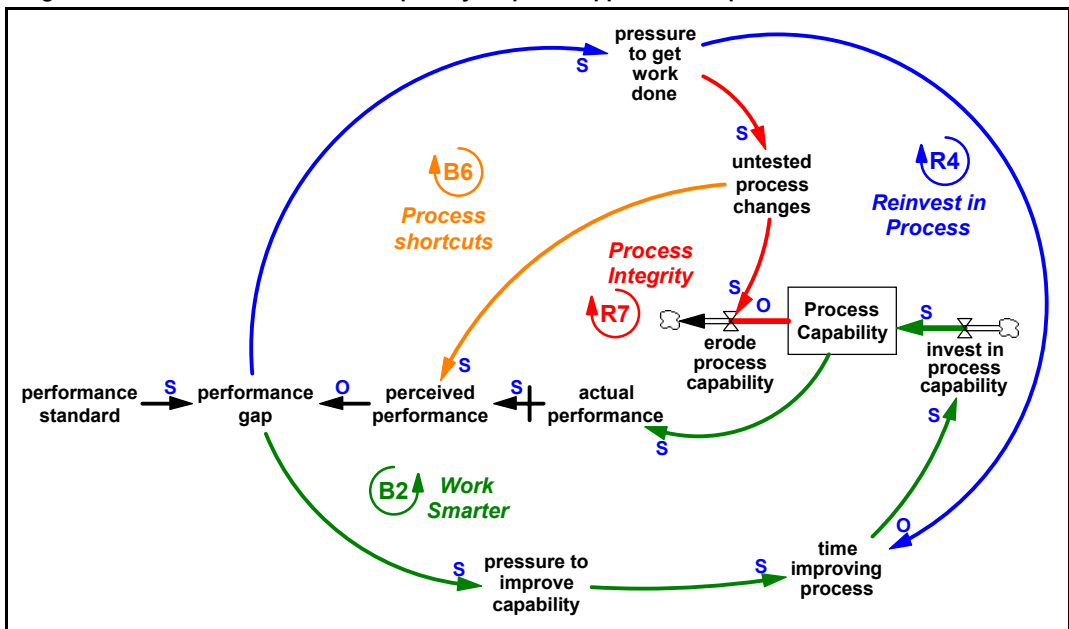 pressure
to get
work
done
S
S
B6
Process
shortcuts
untested
process
changes
R4
Reinvest in
Process
Process
Integrity
R7
S
O
Process
Capability
S
erode
process
capability
invest in
process
capability
performance
standard
S
performance
gap
O
perceived
performance
S
S
actual
performance
S
S
B2
Work
Smarter
O
S
pressure to
improve
capability
S
time
improving
process